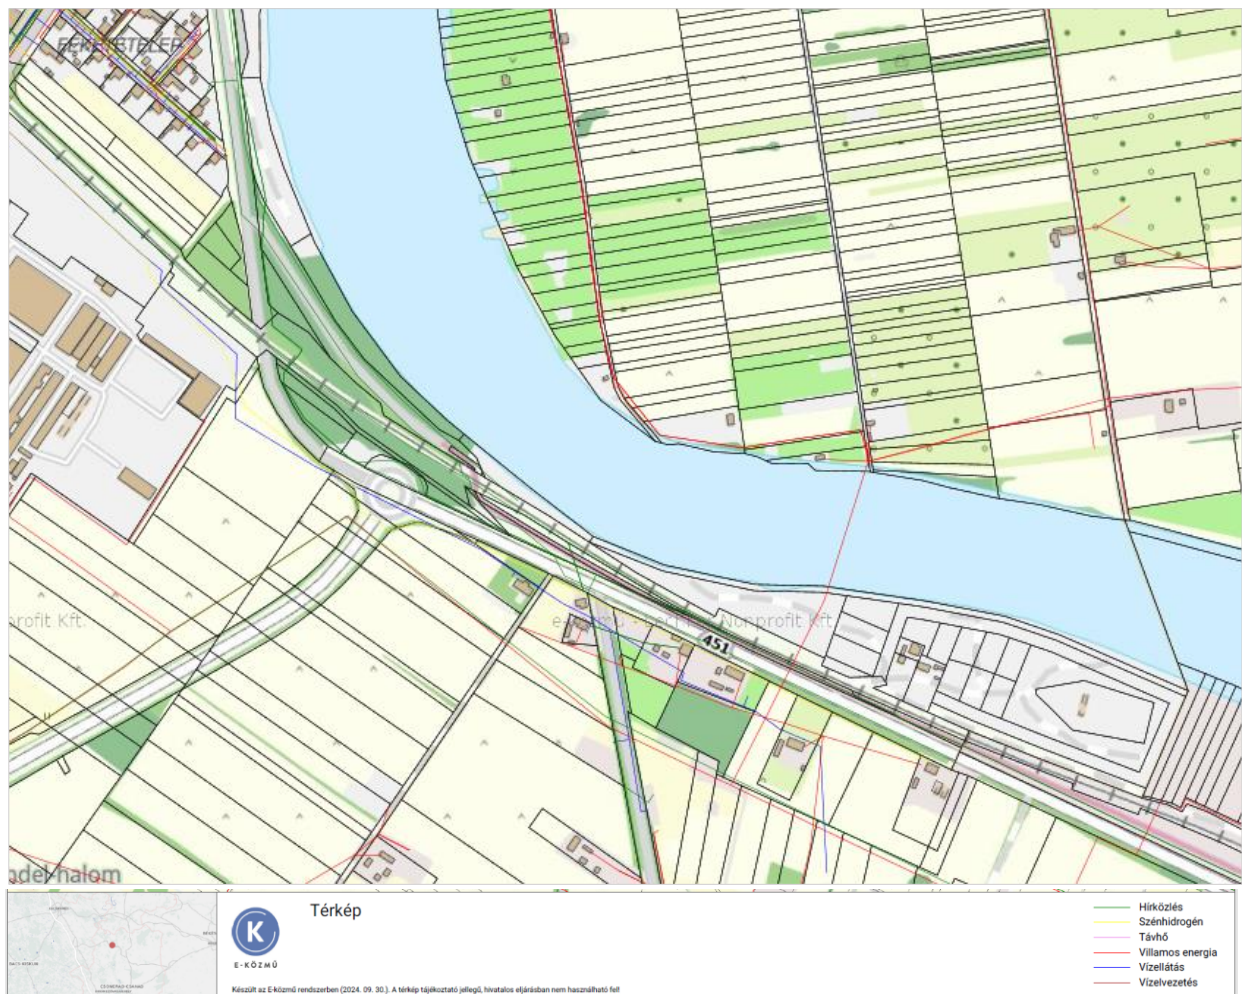 FEKETETELEP
profit Kft.
e-közmű - Lechner Nonprofit Kft
451
ndel-halom
K
E-KÖZMŰ
Térkép
Készült az E-közmű rendszerben (2024. 09. 30.). A térkép tájékoztató jellegű, hivatalos eljárásban nem használható fel!
Hírközlés
Szénhidrogén
Távhő
Villamos energia
Vízellátás
Vízelvezetés